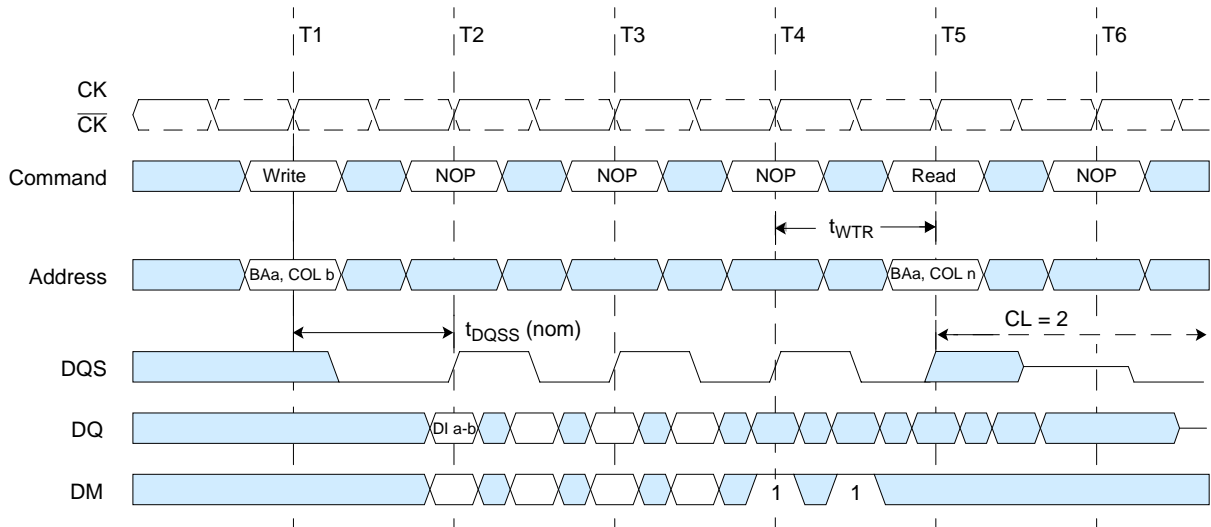 T1 T2 T3 T4 T5 T6
CK
CK
Command Write NOP NOP NOP Read NOP
tWTR
Address BAa, COL b BAa, COL n
tDQSS (nom) CL = 2
DQS
DQ DI a-b
DM 1 1